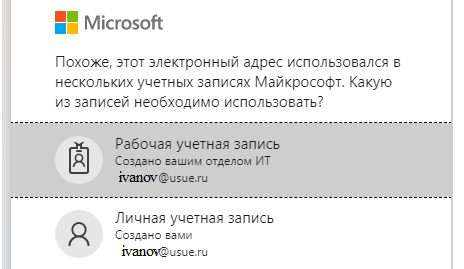 Microsoft
Похоже, этот электронный адрес использовался в
нескольких учетных записях Майкрософт. Какую
из записей необходимо использовать?
Рабочая учетная запись
Создано вашим отделом ИТ
ivanov@usue.ru
Личная учетная запись
Создано вами
ivanov@usue.ru